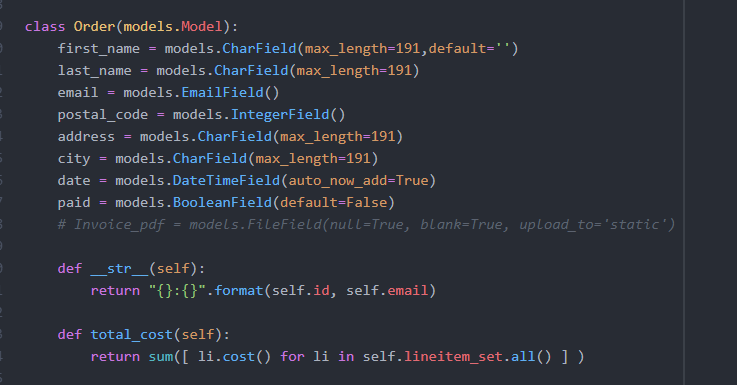 class Order(models.Model):
    first_name = models.CharField(max_length=191,default='')
    last_name = models.CharField(max_length=191)
    email = models.EmailField()
    postal_code = models.IntegerField()
    address = models.CharField(max_length=191)
    city = models.CharField(max_length=191)
    date = models.DateTimeField(auto_now_add=True)
    paid = models.BooleanField(default=False)
    # Invoice_pdf = models.FileField(null=True, blank=True, upload_to='static')
    def __str__(self):
        return "{}:{}".format(self.id, self.email)
    def total_cost(self):
        return sum([ li.cost() for li in self.lineitem_set.all() ] )